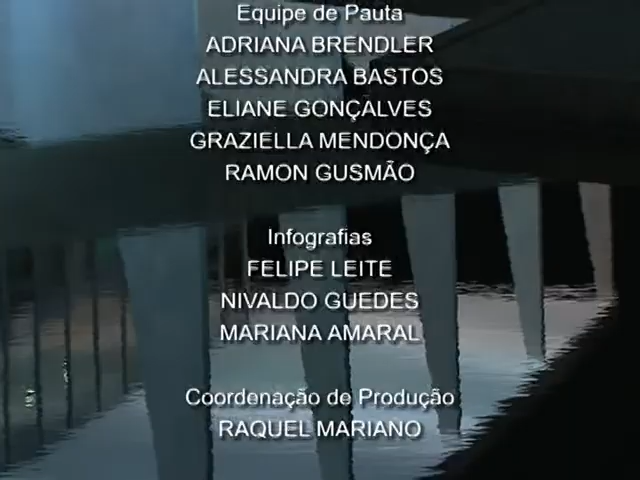 Equipe de Pauta
ADRIANA BRENDLER
ALESSANDRA BASTOS
ELIANE GONÇALVES
GRAZIELLA MENDONÇA
RAMON GUSMÃO
Infografias
FELIPE LEITE
NIVALDO GUEDES
MARIANA AMARAL
Coordenação de Produção
RAQUEL MARIANO